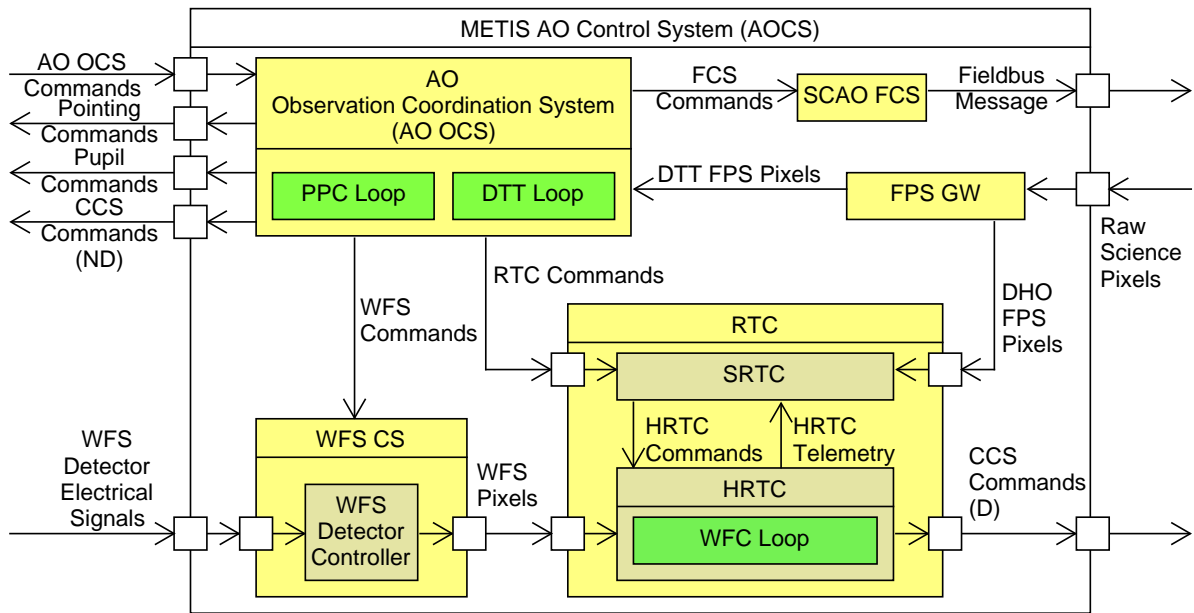 METIS AO Control System (AOCS)
AO OCS
Commands
Pointing
Commands
Pupil
Commands
CCS
Commands
(ND)
AO
Observation Coordination System
(AO OCS)
PPC Loop
DTT Loop
FCS
Commands
SCAO FCS
Fieldbus
Message
DTT FPS Pixels
FPS GW
Raw
Science
Pixels
RTC Commands
WFS
Commands
DHO
FPS
Pixels
RTC
SRTC
HRTC
Commands
HRTC
Telemetry
HRTC
WFC Loop
WFS CS
WFS
Detector
Controller
WFS
Detector
Electrical
Signals
WFS
Pixels
CCS
Commands
(D)